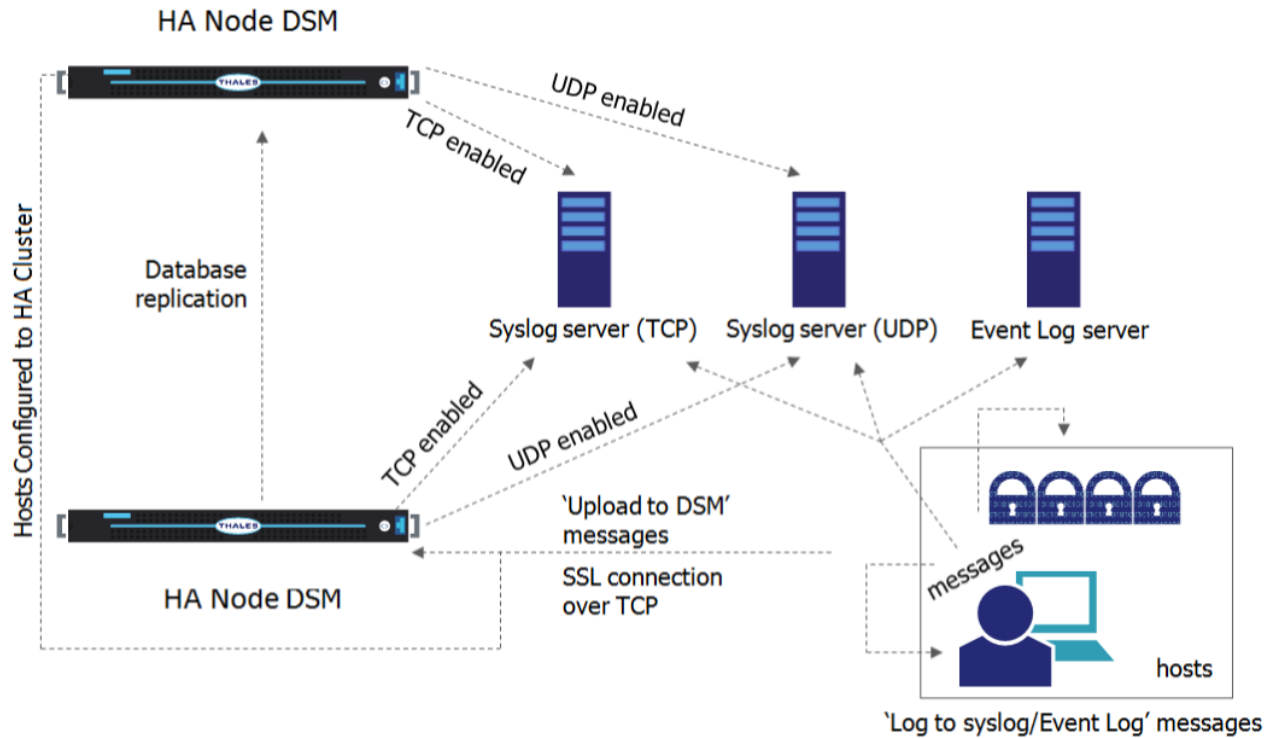 HA Node DSM
THALES
UDP enabled
TCP enabled
Hosts Configured to HA Cluster
Database
replication
Syslog server (TCP)
Syslog server (UDP)
Event Log server
TCP enabled
UDP enabled
THALES
HA Node DSM
‘Upload to DSM’
messages
SSL connection
over TCP
messages
hosts
‘Log to syslog/Event Log’ messages